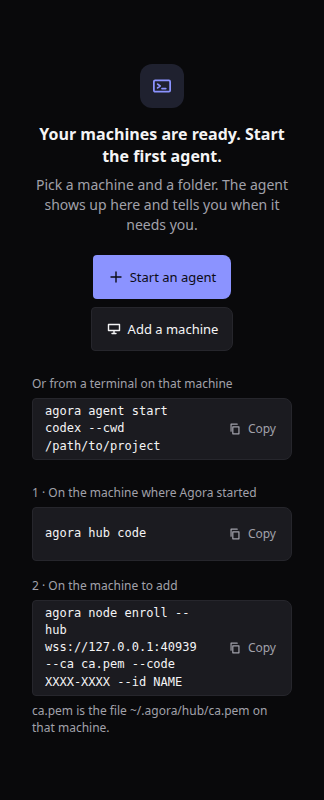 Your machines are ready. Start
the first agent.
Pick a machine and a folder. The agent
shows up here and tells you when it
needs you.
Start an agent
Add a machine
Or from a terminal on that machine
agora agent start
codex --cwd
/path/to/project
Copy
1 · On the machine where Agora started
agora hub code
Copy
2 · On the machine to add
agora node enroll --
hub
wss://127.0.0.1:40939
--ca ca.pem --code
XXXX-XXXX --id NAME
Copy
ca.pem is the file ~/.agora/hub/ca.pem on
that machine.